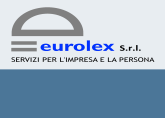 eurolex S.r.l.
SERVIZI PER L'IMPRESA E LA PERSONA